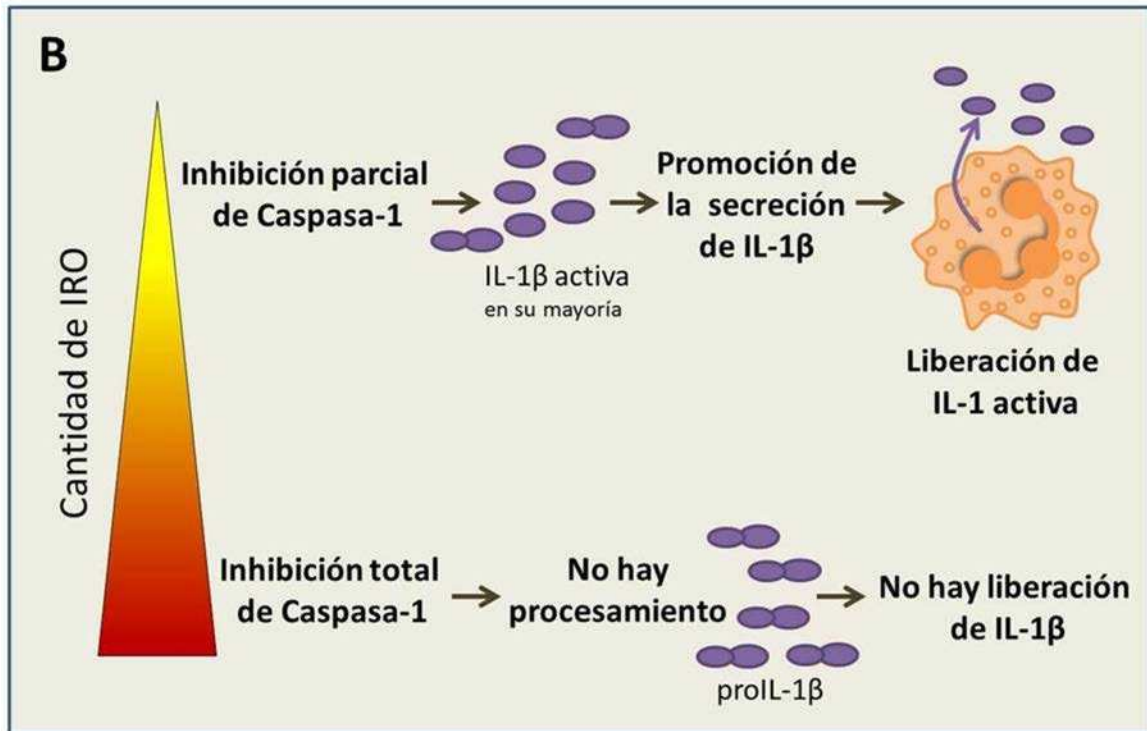 B
Cantidad de IRO
Inhibición parcial
de Caspasa-1
IL-1β activa
en su mayoría
Promoción de
la secreción
de IL-1β
Liberación de
IL-1 activa
Inhibición total
de Caspasa-1
No hay
procesamiento
proIL-1β
No hay liberación
de IL-1β